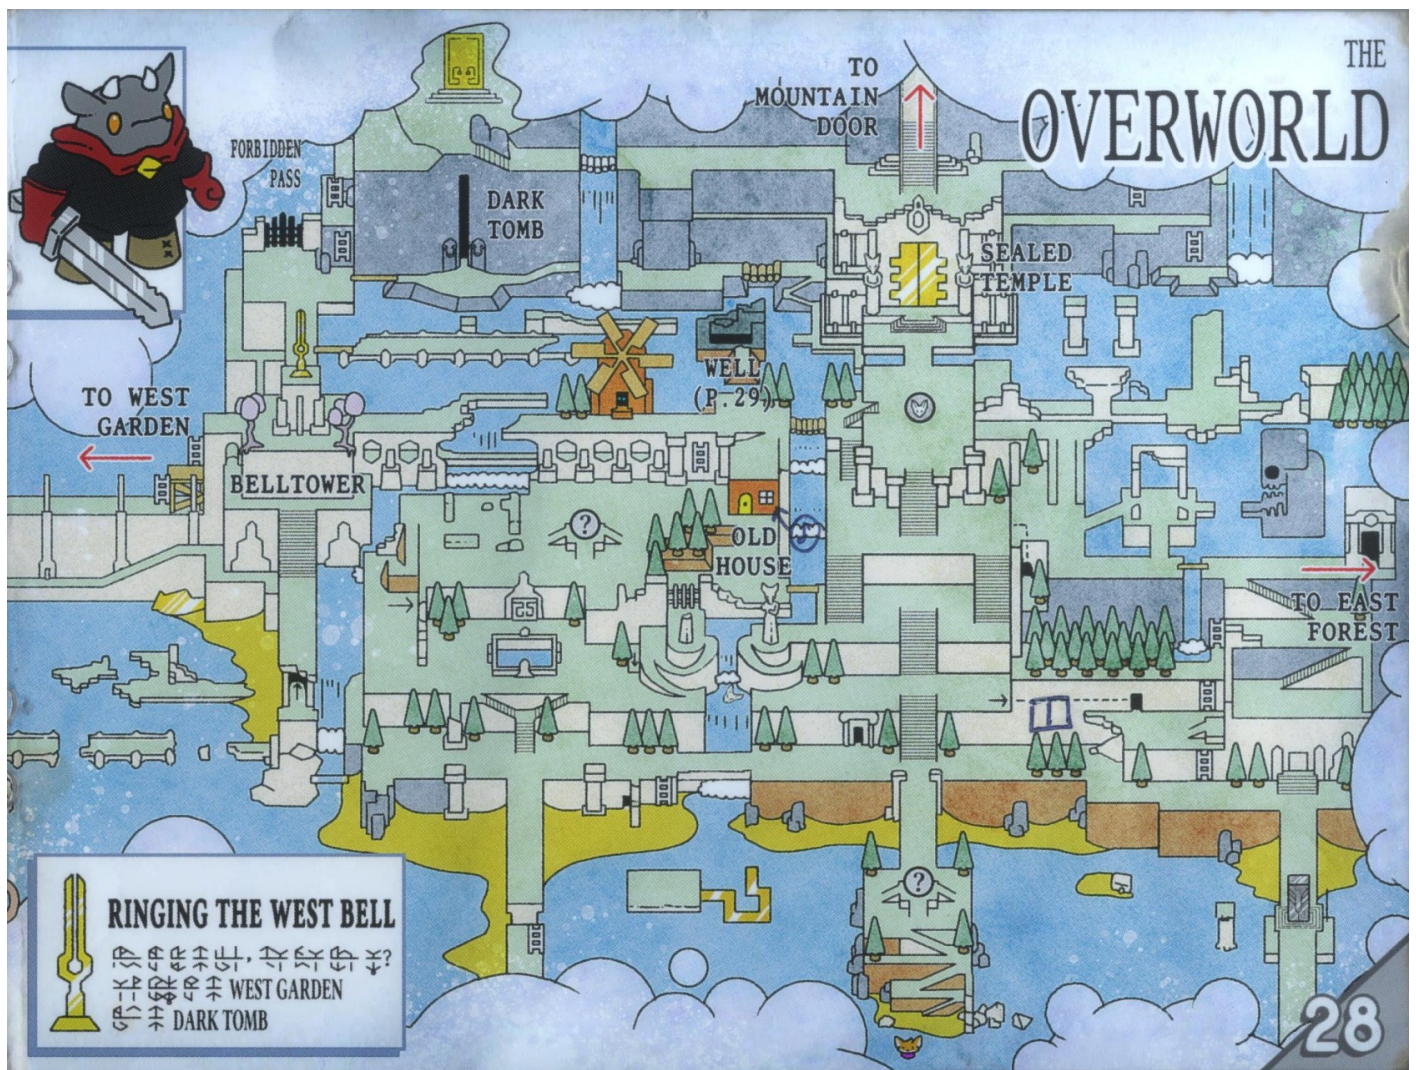 THE
OVERWORLD
TO
MOUNTAIN
DOOR
FORBIDDEN
PASS
DARK
TOMB
SEALED
TEMPLE
WELL
(P.29)
TO WEST
GARDEN
BELLTOWER
?
OLD
HOUSE
25
TO EAST
FOREST
?
RINGING THE WEST BELL
?
WEST GARDEN
DARK TOMB
28